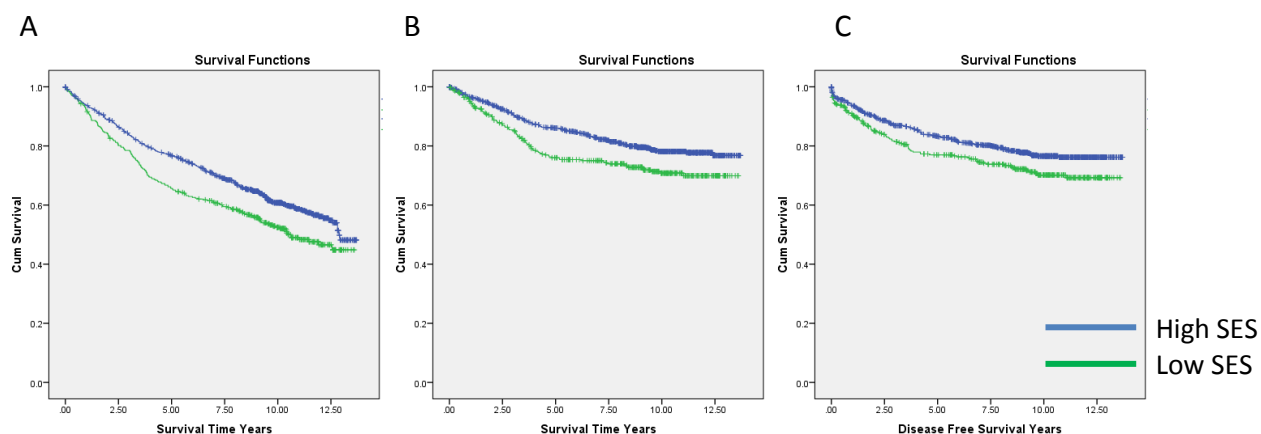 A
B
C
Survival Functions
Cum Survival
1.0
0.8
0.6
0.4
0.2
0.0
.00 2.50 5.00 7.50 10.00 12.50
Survival Time Years
Survival Functions
Cum Survival
1.0
0.8
0.6
0.4
0.2
0.0
.00 2.50 5.00 7.50 10.00 12.50
Survival Time Years
Survival Functions
Cum Survival
1.0
0.8
0.6
0.4
0.2
0.0
.00 2.50 5.00 7.50 10.00 12.50
Disease Free Survival Years
High SES
Low SES